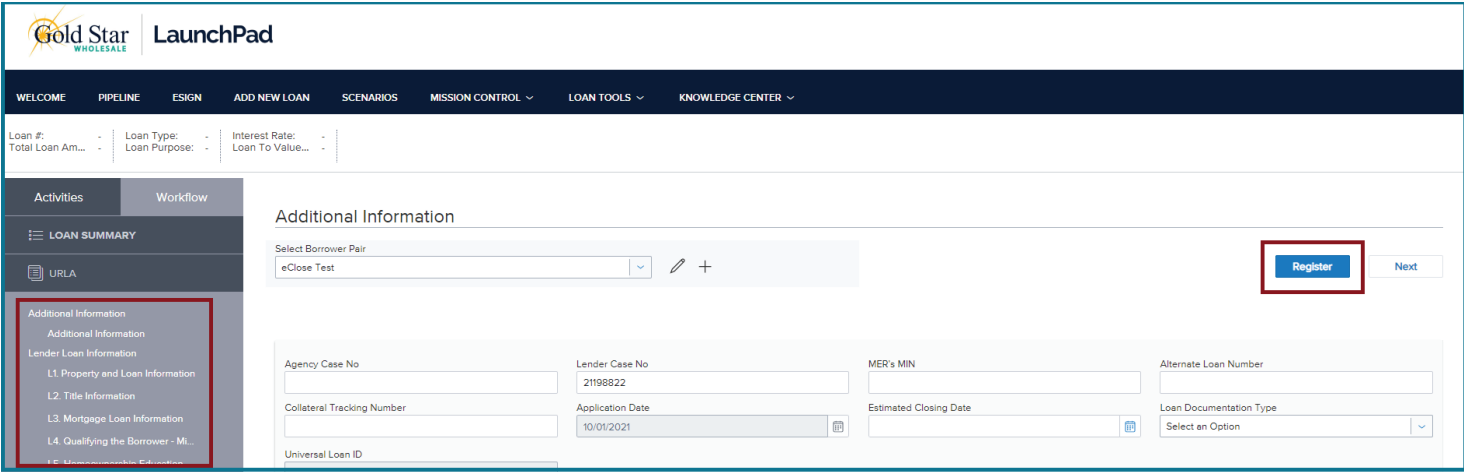 Gold Star
WHOLESALE
LaunchPad
WELCOME PIPELINE ESIGN ADD NEW LOAN SCENARIOS MISSION CONTROL LOAN TOOLS KNOWLEDGE CENTER
Loan #: - Loan Type: - Interest Rate: -
Total Loan Am... - Loan Purpose: - Loan To Value... -
Activities Workflow
LOAN SUMMARY
URLA
Additional Information
Additional Information
Lender Loan Information
L1. Property and Loan Information
L2. Title Information
L3. Mortgage Loan Information
L4. Qualifying the Borrower - Mi...
L5. Homeownership Education
Additional Information
Select Borrower Pair
eClose Test
Register Next
Agency Case No Lender Case No MER's MIN Alternate Loan Number
21198822
Collateral Tracking Number Application Date Estimated Closing Date Loan Documentation Type
10/01/2021 Select an Option
Universal Loan ID